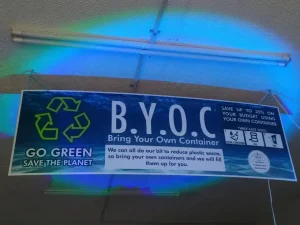 B.Y.O.C
Bring Your Own Container
GO GREEN
SAVE THE PLANET
We can all do our bit to reduce plastic waste,
so bring your own containers and we will fill
them up for you.
SAVE UP TO 20% ON
YOUR BUDGET USING
YOUR OWN CONTAINER